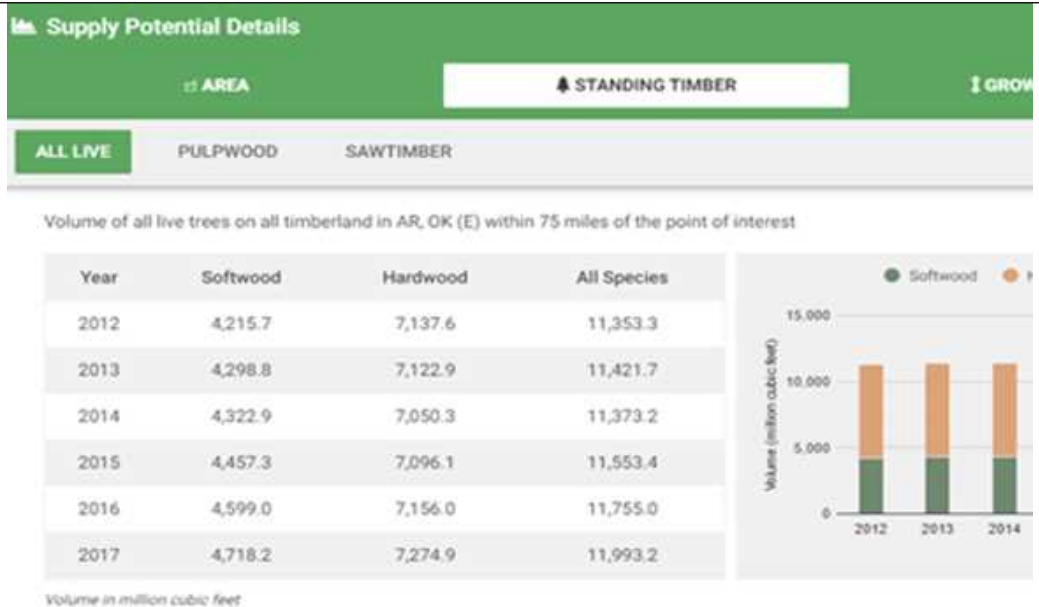 Supply Potential Details
AREA STANDING TIMBER GROW
ALL LIVE PULPWOOD SAWTIMBER
Volume of all live trees on all timberland in AR, OK (E) within 75 miles of the point of interest
Year Softwood Hardwood All Species
2012 4,215.7 7,137.6 11,353.3
2013 4,298.8 7,122.9 11,421.7
2014 4,322.9 7,050.3 11,373.2
2015 4,457.3 7,096.1 11,553.4
2016 4,599.0 7,156.0 11,755.0
2017 4,718.2 7,274.9 11,993.2
Volume in million cubic feet
Softwood
Volume (million cubic feet)
15,000
10,000
5,000
0
2012 2013 2014